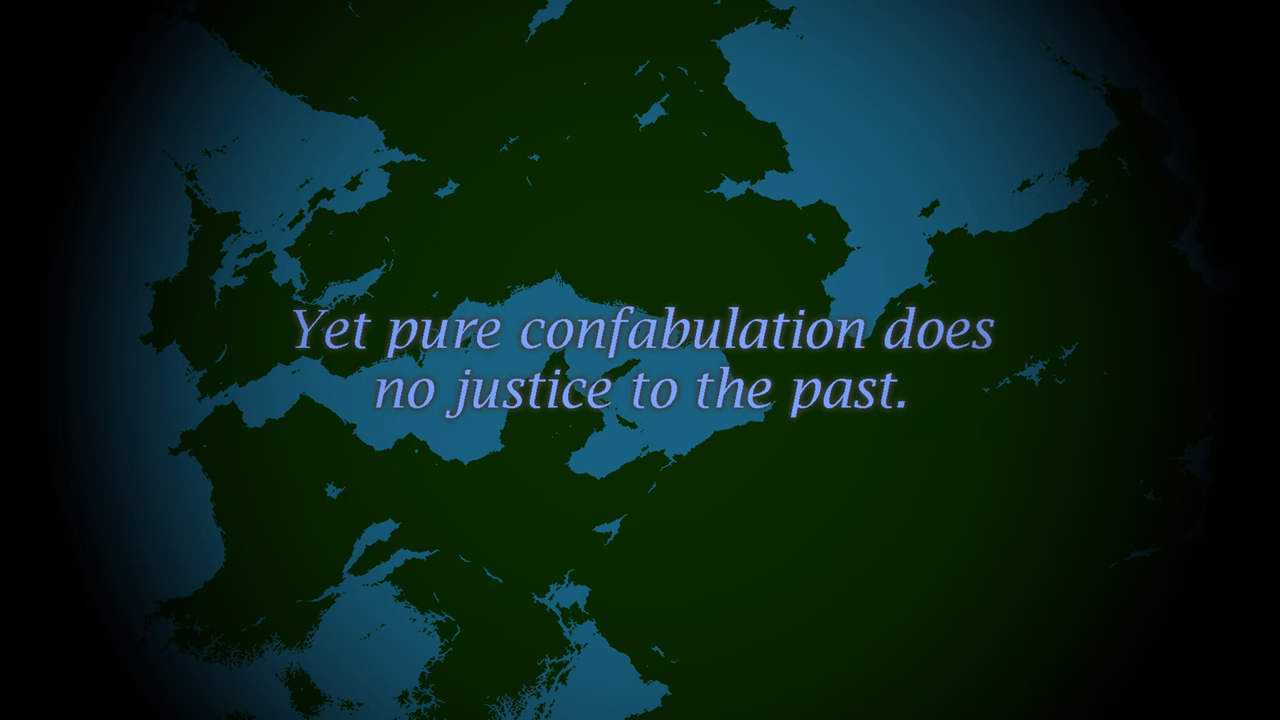 Yet pure confabulation does
no justice to the past.